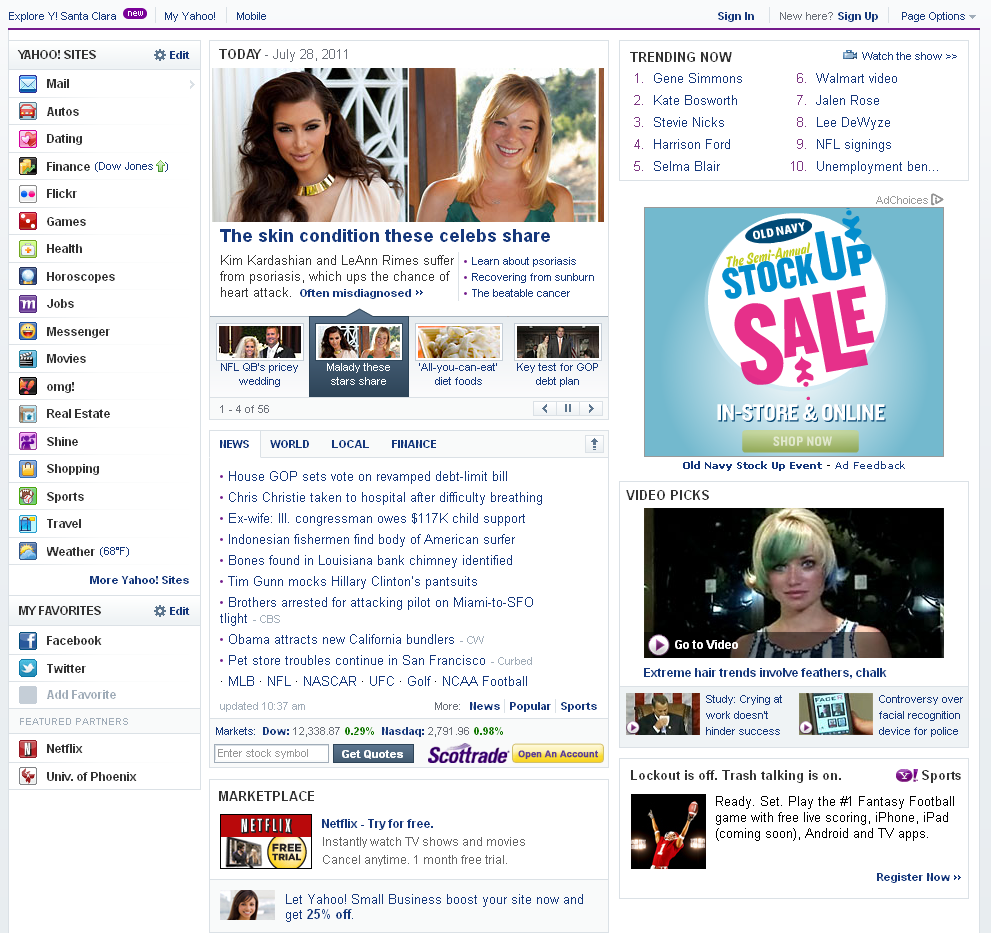 Explore Y! Santa Clara new My Yahoo! Mobile Sign In New here? Sign Up Page Options
YAHOO! SITES Edit
Mail
Autos
Dating
Finance (Dow Jones )
Flickr
Games
Health
Horoscopes
Jobs
Messenger
Movies
omg!
Real Estate
Shine
Shopping
Sports
Travel
Weather (68°F)
More Yahoo! Sites
MY FAVORITES Edit
Facebook
Twitter
Add Favorite
FEATURED PARTNERS
Netflix
Univ. of Phoenix
TODAY - July 28, 2011
The skin condition these celebs share
Kim Kardashian and LeAnn Rimes suffer
from psoriasis, which ups the chance of
heart attack. Often misdiagnosed »
• Learn about psoriasis
• Recovering from sunburn
• The beatable cancer
NFL QB's pricey
wedding
Malady these
stars share
'All-you-can-eat'
diet foods
Key test for GOP
debt plan
1 - 4 of 56
NEWS WORLD LOCAL FINANCE
• House GOP sets vote on revamped debt-limit bill
• Chris Christie taken to hospital after difficulty breathing
• Ex-wife: Ill. congressman owes $117K child support
• Indonesian fishermen find body of American surfer
• Bones found in Louisiana bank chimney identified
• Tim Gunn mocks Hillary Clinton's pantsuits
• Brothers arrested for attacking pilot on Miami-to-SFO
tlight - CBS
• Obama attracts new California bundlers - CW
• Pet store troubles continue in San Francisco - Curbed
· MLB · NFL · NASCAR · UFC · Golf · NCAA Football
updated 10:37 am More: News Popular Sports
Markets: Dow: 12,338.87 0.29% Nasdaq: 2,791.96 0.98%
Enter stock symbol Get Quotes Scottrade Open An Account
MARKETPLACE
NETFLIX
FREE
TRIAL
Netflix - Try for free.
Instantly watch TV shows and movies
Cancel anytime. 1 month free trial.
Let Yahoo! Small Business boost your site now and
get 25% off.
TRENDING NOW Watch the show >>
1. Gene Simmons
2. Kate Bosworth
3. Stevie Nicks
4. Harrison Ford
5. Selma Blair
6. Walmart video
7. Jalen Rose
8. Lee DeWyze
9. NFL signings
10. Unemployment ben...
AdChoices
OLD NAVY
The Semi-Annual
STOCK UP
SALE
IN-STORE & ONLINE
SHOP NOW
Old Navy Stock Up Event - Ad Feedback
VIDEO PICKS
Go to Video
Extreme hair trends involve feathers, chalk
Study: Crying at
work doesn't
hinder success
FACE
Controversy over
facial recognition
device for police
Lockout is off. Trash talking is on. Y! Sports
Ready. Set. Play the #1 Fantasy Football
game with free live scoring, iPhone, iPad
(coming soon), Android and TV apps.
Register Now »